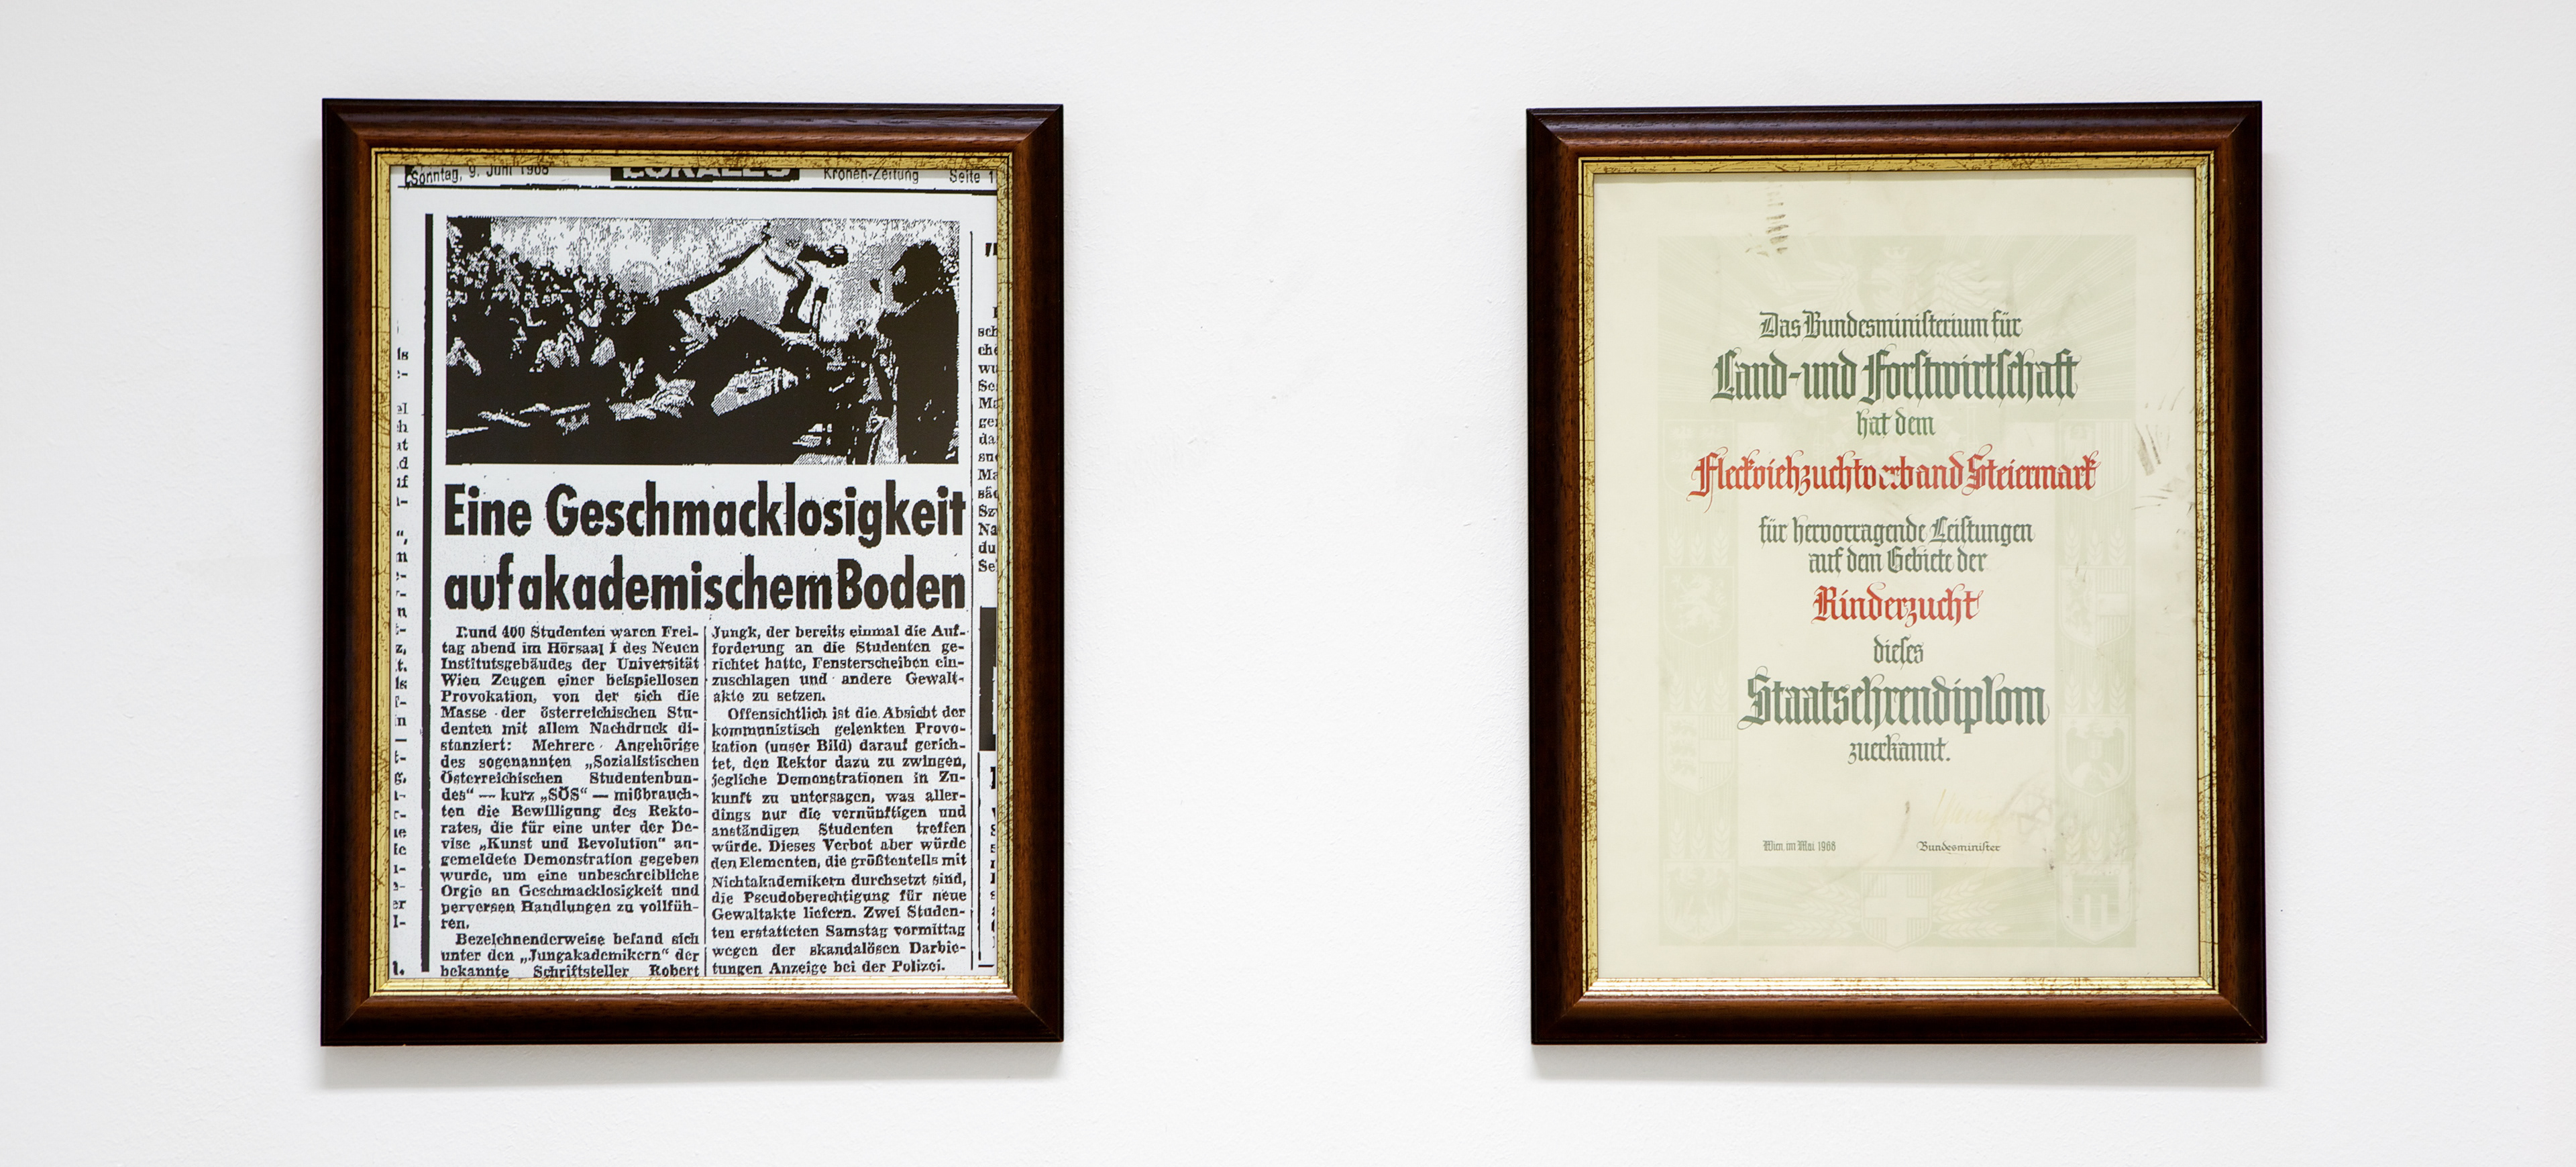 Sonntag, 9. Juni 1968 LOKALES Kronen-Zeitung Seite 1
Eine Geschmacklosigkeit
auf akademischem Boden
Rund 400 Studenten waren Frei-
tag abend im Hörsaal I des Neuen
Institutsgebäudes der Universität
Wien Zeugen einer beispiellosen
Provokation, von der sich die
Masse der österreichischen Stu-
denten mit allem Nachdruck di-
stanziert: Mehrere Angehörige
des sogenannten „Sozialistischen
Österreichischen Studentenbun-
des“ — kurz „SÖS“ — mißbrauch-
ten die Bewilligung des Rekto-
rates, die für eine unter der De-
vise „Kunst und Revolution“ an-
gemeldete Demonstration gegeben
wurde, um eine unbeschreibliche
Orgie an Geschmacklosigkeit und
perversen Handlungen zu vollfüh-
ren.
Bezeichnenderweise befand sich
unter den „Jungakademikern“ der
bekannte Schriftsteller Robert
Jungk, der bereits einmal die Auf-
forderung an die Studenten ge-
richtet hatte, Fensterscheiben ein-
zuschlagen und andere Gewalt-
akte zu setzen.
Offensichtlich ist die Absicht der
kommunistisch gelenkten Provo-
kation (unser Bild) darauf gerich-
tet, den Rektor dazu zu zwingen,
jegliche Demonstrationen in Zu-
kunft zu untersagen, was aller-
dings nur die vernünftigen und
anständigen Studenten treffen
würde. Dieses Verbot aber würde
den Elementen, die größtenteils mit
Nichtakademikern durchsetzt sind,
die Pseudoberechtigung für neue
Gewaltakte liefern. Zwei Studen-
ten erstatteten Samstag vormittag
wegen der skandalösen Darbie-
tungen Anzeige bei der Polizei.
Das Bundesministerium für
Land- und Forstwirtschaft
hat dem
Fleckviehzuchtverband Steiermark
für hervorragende Leistungen
auf dem Gebiete der
Rinderzucht
dieses
Staatsehrendiplom
zuerkannt.
Wien, im Mai 1968
Bundesminister